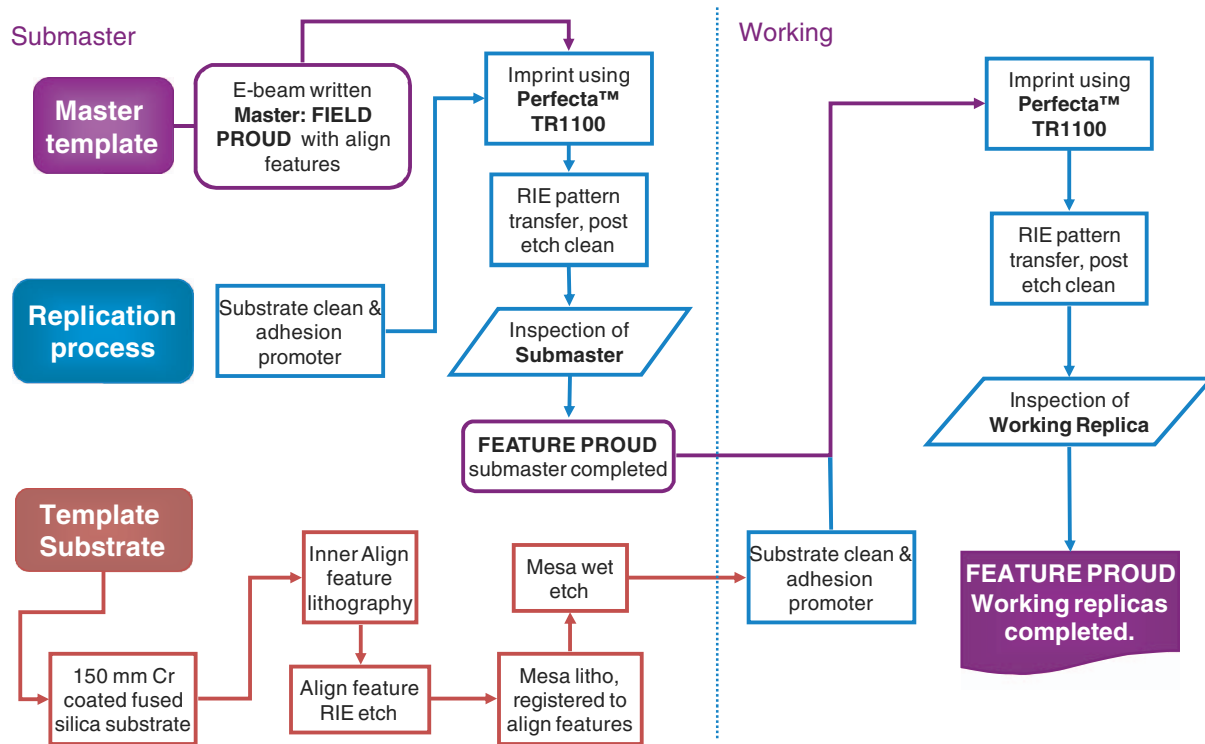 Submaster
Working
Master
template
E-beam written
Master: FIELD
PROUD with align
features
Imprint using
Perfecta™
TR1100
RIE pattern
transfer, post
etch clean
Replication
process
Substrate clean &
adhesion
promoter
Inspection of
Submaster
FEATURE PROUD
submaster completed
Template
Substrate
150 mm Cr
coated fused
silica substrate
Inner Align
feature
lithography
Align feature
RIE etch
Mesa litho,
registered to
align features
Mesa wet
etch
Substrate clean &
adhesion
promoter
Imprint using
Perfecta™
TR1100
RIE pattern
transfer, post
etch clean
Inspection of
Working Replica
FEATURE PROUD
Working replicas
completed.